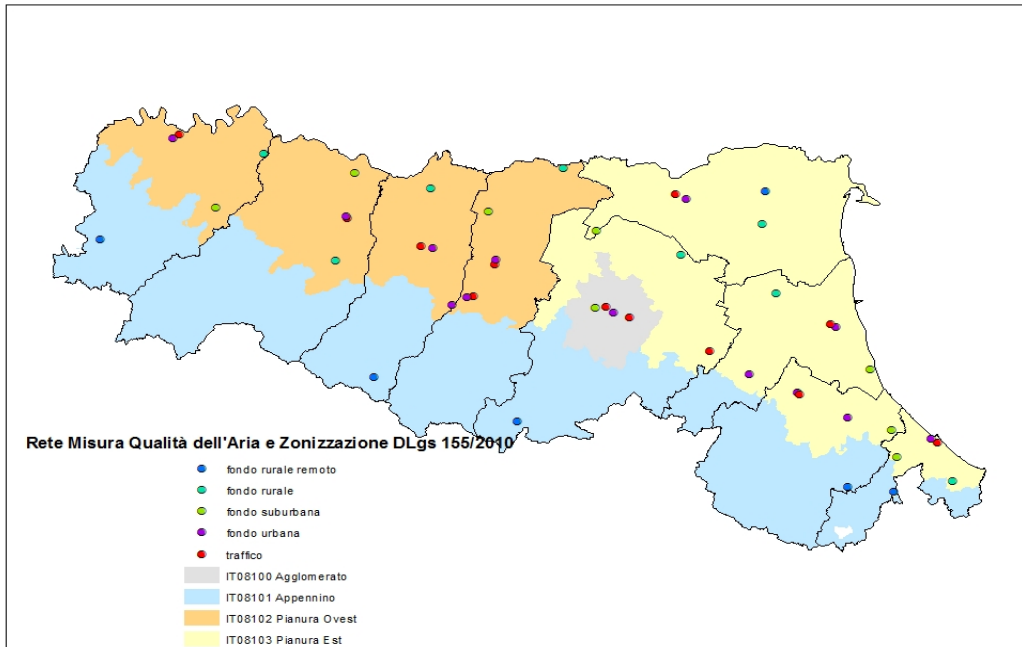 Rete Misura Qualità dell'Aria e Zonizzazione DLgs 155/2010
fondo rurale remoto
fondo rurale
fondo suburbana
fondo urbana
traffico
IT08100 Agglomerato
IT08101 Appennino
IT08102 Pianura Ovest
IT08103 Pianura Est